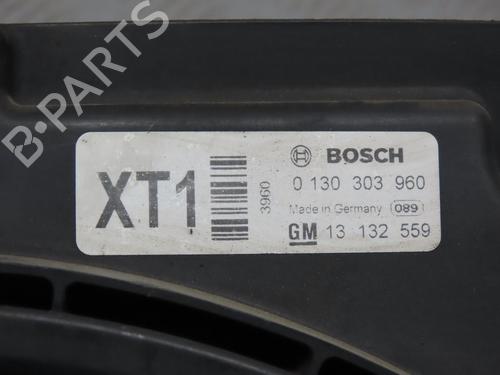 B-PARTS
XT1
3960
BOSCH
0 130 303 960
Made in Germany 089
GM 13 132 559